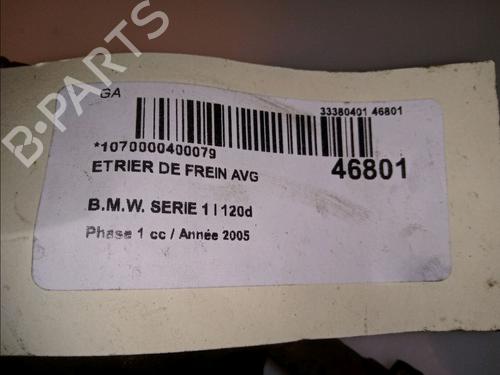 B-PARTS
GA
33380401 46801
*1070000400079
46801
ETRIER DE FREIN AVG
B.M.W. SERIE 1 I 120d
Phase 1 cc / Année 2005